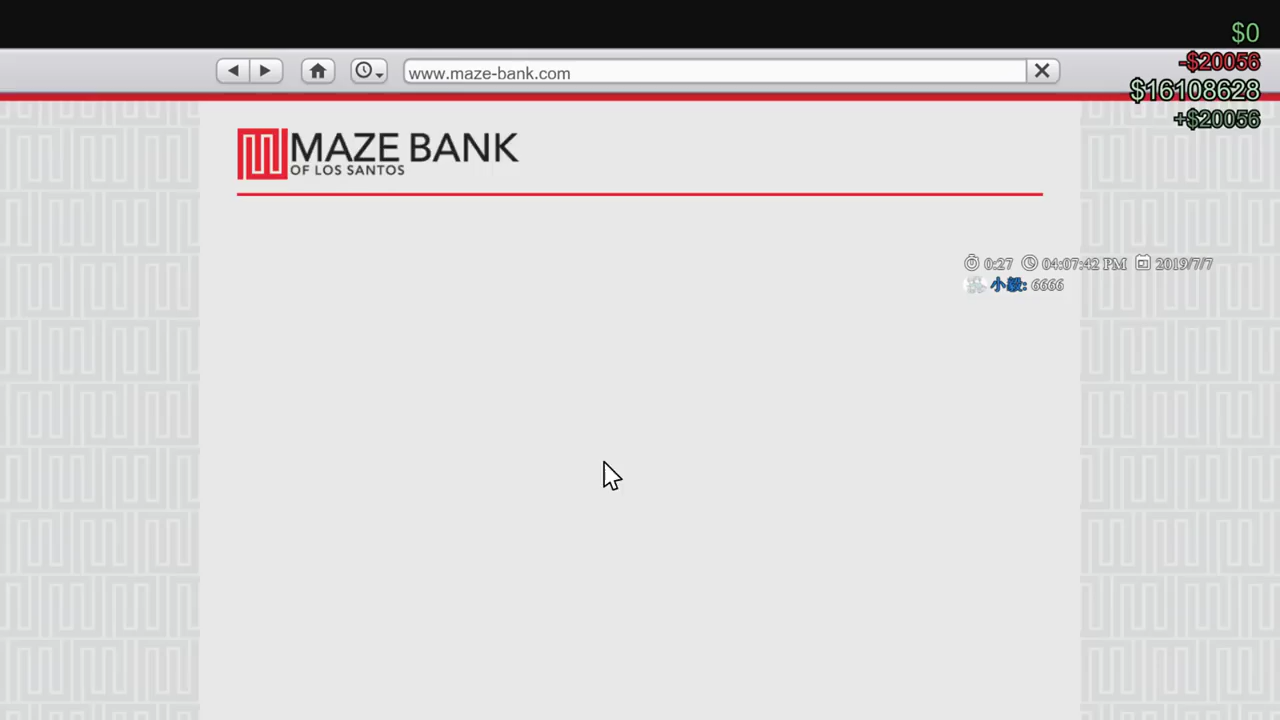 $0
www.maze-bank.com
-$20056
$16108628
+$20056
MAZE BANK
OF LOS SANTOS
0:27 04:07:42 PM 2019/7/7
小毅: 6666